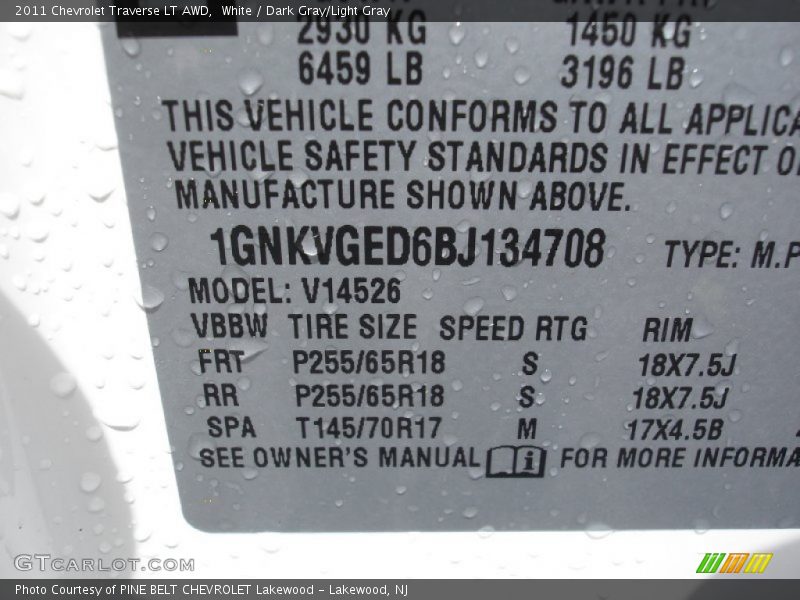 2011 Chevrolet Traverse LT AWD,  White / Dark Gray/Light Gray
2930 KG 1450 KG
6459 LB 3196 LB
THIS VEHICLE CONFORMS TO ALL APPLICA
VEHICLE SAFETY STANDARDS IN EFFECT O
MANUFACTURE SHOWN ABOVE.
1GNKVGED6BJ134708 TYPE: M.P
MODEL: V14526
VBBW TIRE SIZE SPEED RTG RIM
FRT P255/65R18 S 18X7.5J
RR P255/65R18 S 18X7.5J
SPA T145/70R17 M 17X4.5B
SEE OWNER'S MANUAL i FOR MORE INFORMA
GTCARLOT.COM
Photo Courtesy of PINE BELT CHEVROLET Lakewood - Lakewood, NJ